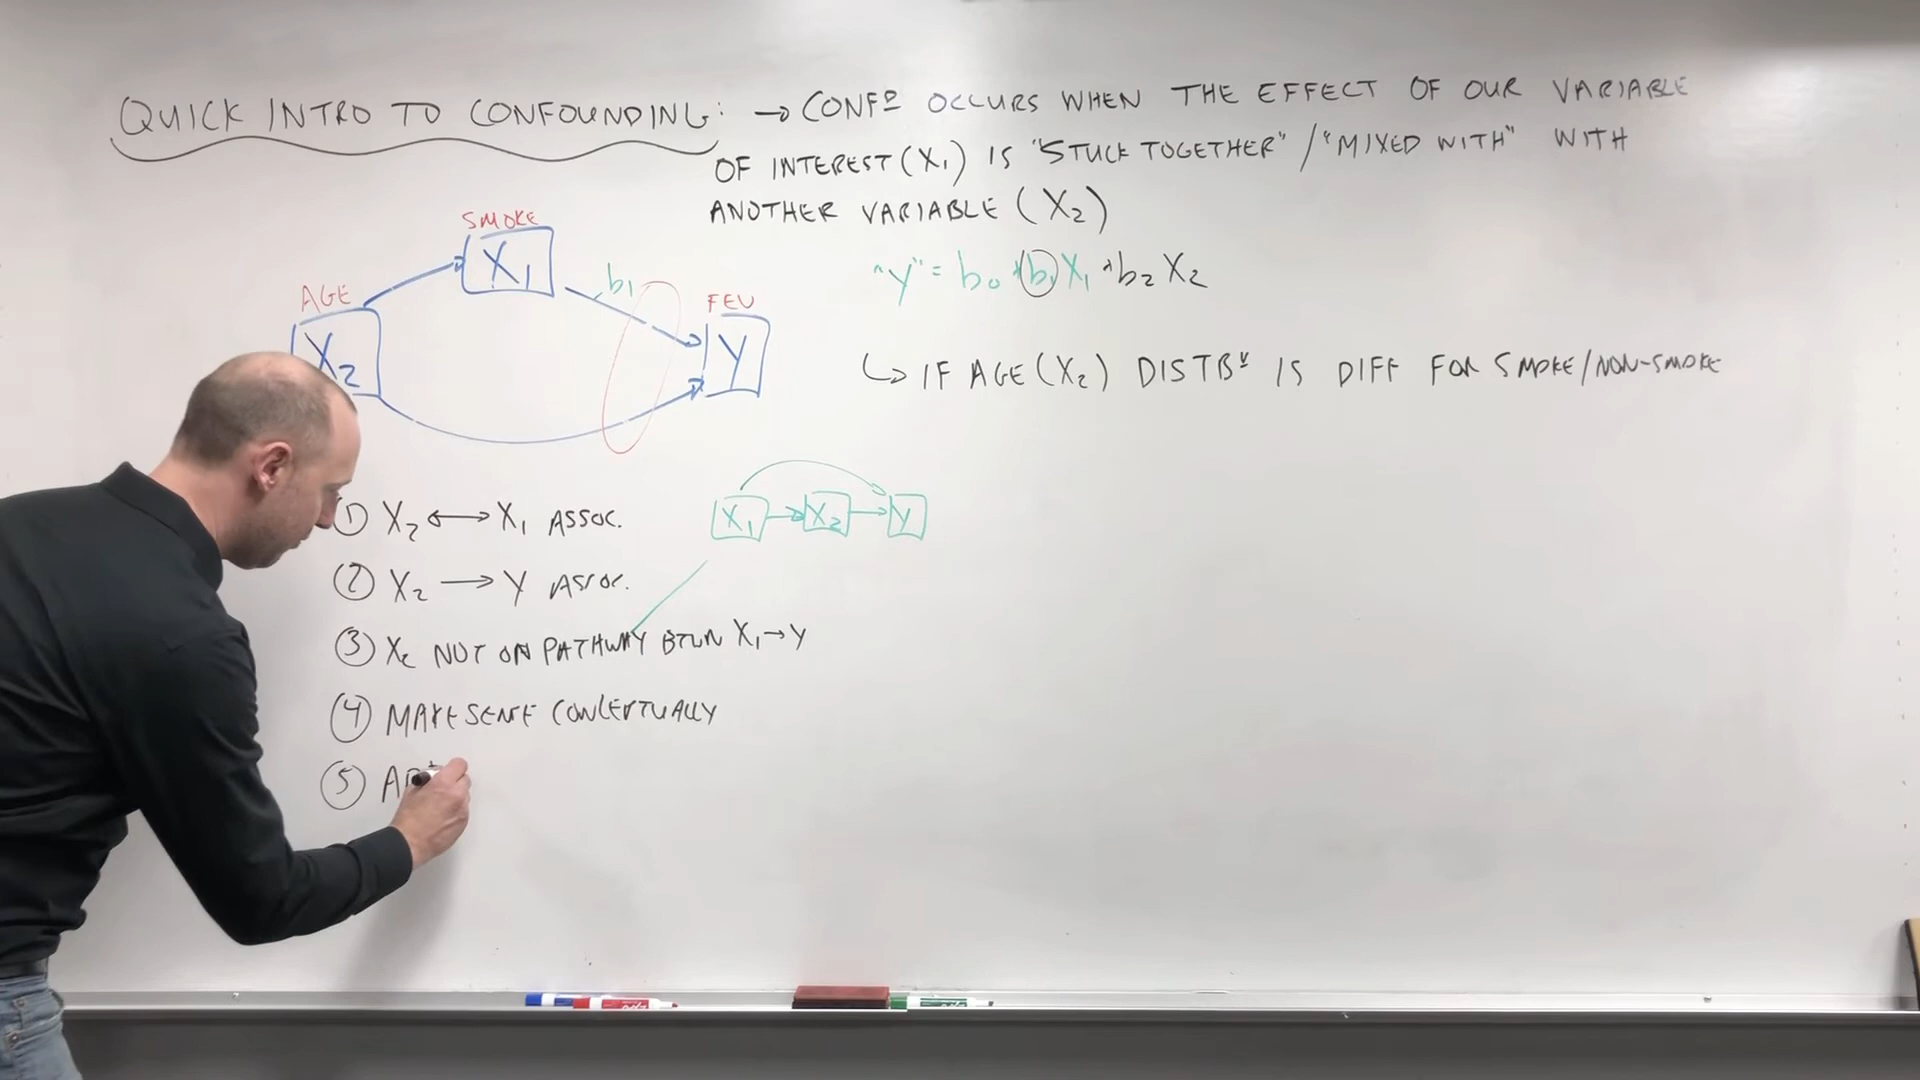 QUICK INTRO TO CONFOUNDING: → CONFᴰ OCCURS WHEN THE EFFECT OF OUR VARIABLE
OF INTEREST (X₁) IS "STUCK TOGETHER" / "MIXED WITH" WITH
ANOTHER VARIABLE (X₂)
SMOKE
X₁
AGE
X₂
b₁
FEV
Y
"y" = b₀ + b₁X₁ + b₂X₂
↳ IF AGE (X₂) DISTBᴺ IS DIFF FOR SMOKE/NON-SMOKE
① X₂ ↔ X₁ ASSOC.
X₁ → X₂ → Y
② X₂ → Y ASSOC.
③ X₂ NOT ON PATHWAY BTWN X₁→Y
④ MAKE SENSE CONCEPTUALLY
⑤